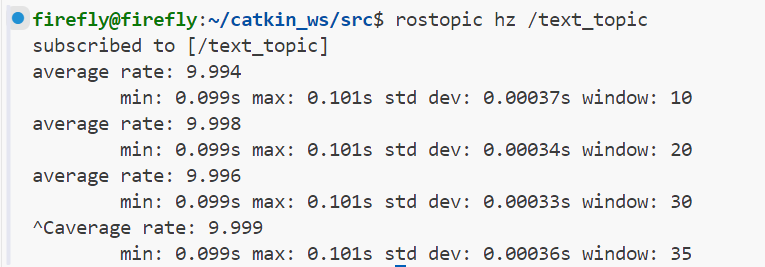 firefly@firefly:~/catkin_ws/src$ rostopic hz /text_topic
subscribed to [/text_topic]
average rate: 9.994
        min: 0.099s max: 0.101s std dev: 0.00037s window: 10
average rate: 9.998
        min: 0.099s max: 0.101s std dev: 0.00034s window: 20
average rate: 9.996
        min: 0.099s max: 0.101s std dev: 0.00033s window: 30
^Caverage rate: 9.999
        min: 0.099s max: 0.101s std dev: 0.00036s window: 35